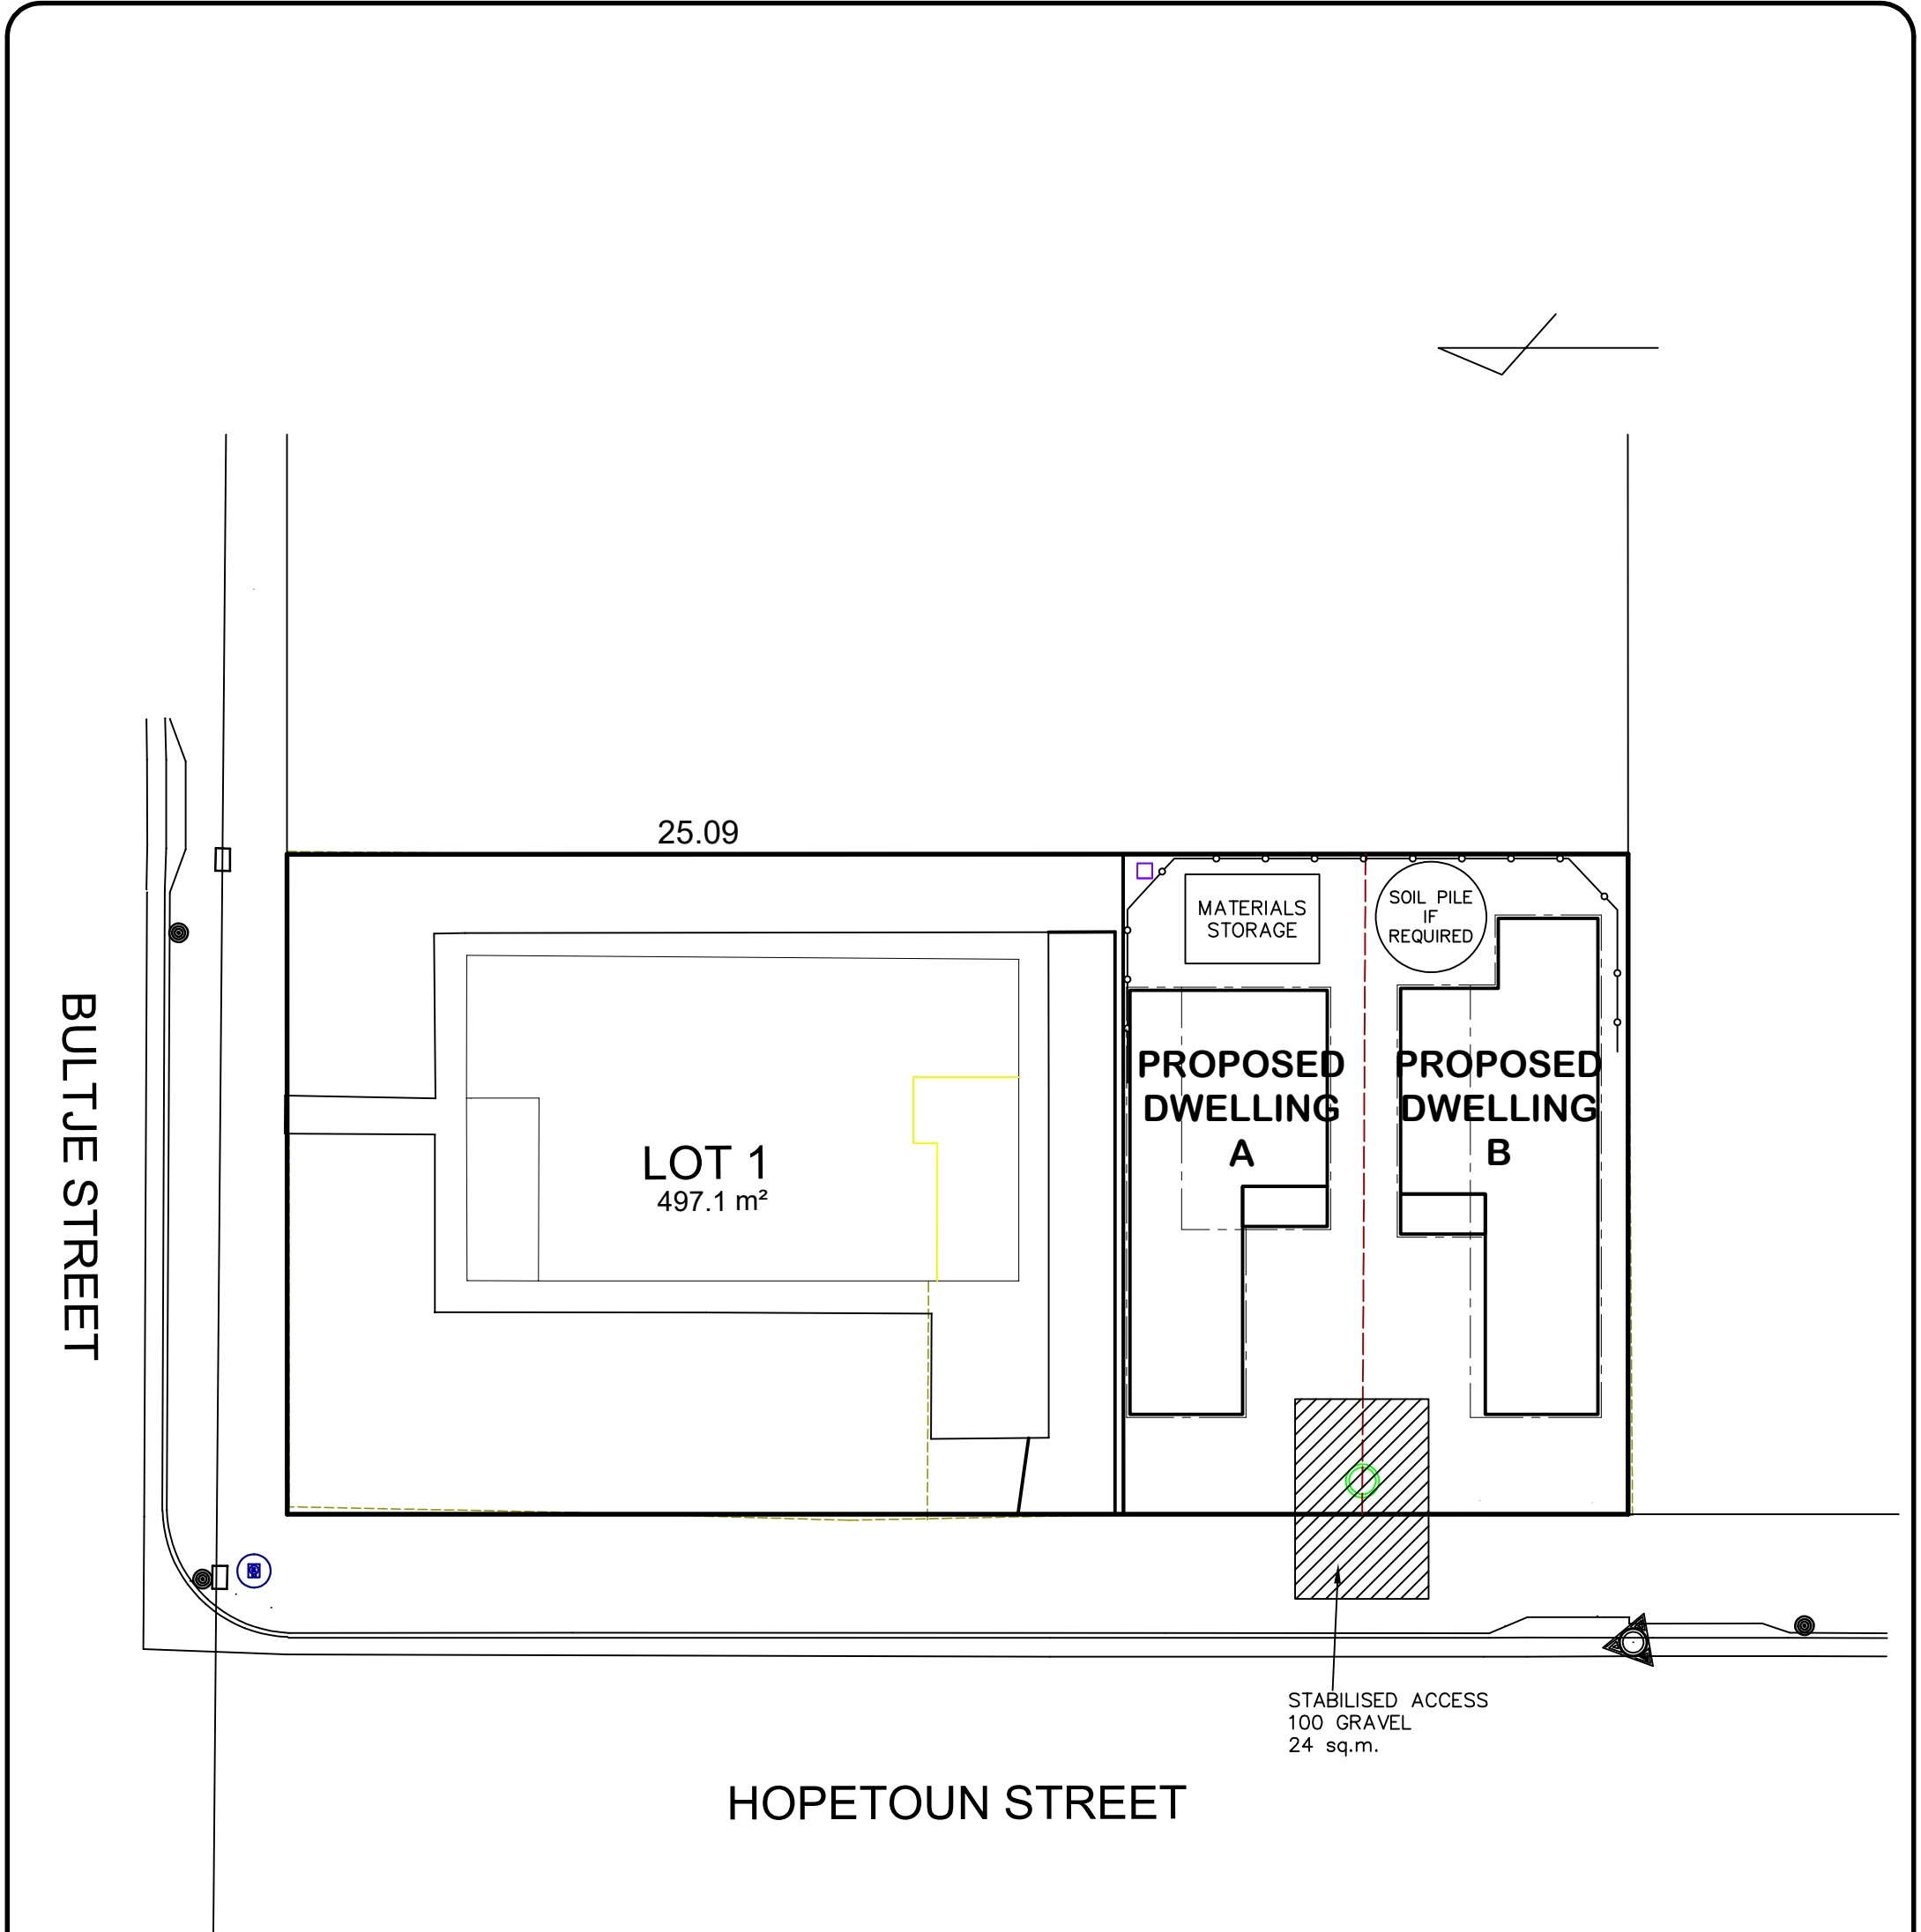 25.09
MATERIALS
STORAGE
SOIL PILE
IF
REQUIRED
PROPOSED
DWELLING
A
PROPOSED
DWELLING
B
LOT 1
497.1 m²
BULTJE STREET
STABILISED ACCESS
100 GRAVEL
24 sq.m.
HOPETOUN STREET